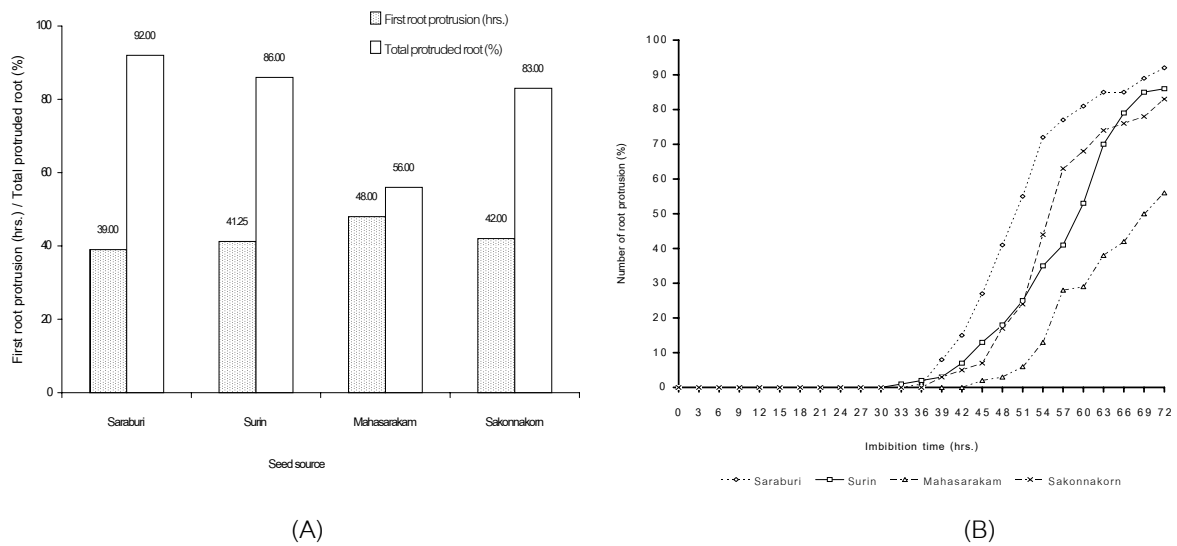 First root protrusion (hrs.)
Total protruded root (%)
First root protrusion (hrs.) / Total protruded root (%)
100
80
60
40
20
0
39.00
92.00
41.25
86.00
48.00
56.00
42.00
83.00
Saraburi Surin Mahasarakam Sakonnakorn
Seed source
(A)
Number of root protrusion (%)
100
90
80
70
60
50
40
30
20
10
0
0 3 6 9 12 15 18 21 24 27 30 33 36 39 42 45 48 51 54 57 60 63 66 69 72
Imbibition time (hrs.)
Saraburi Surin Mahasarakam Sakonnakorn
(B)